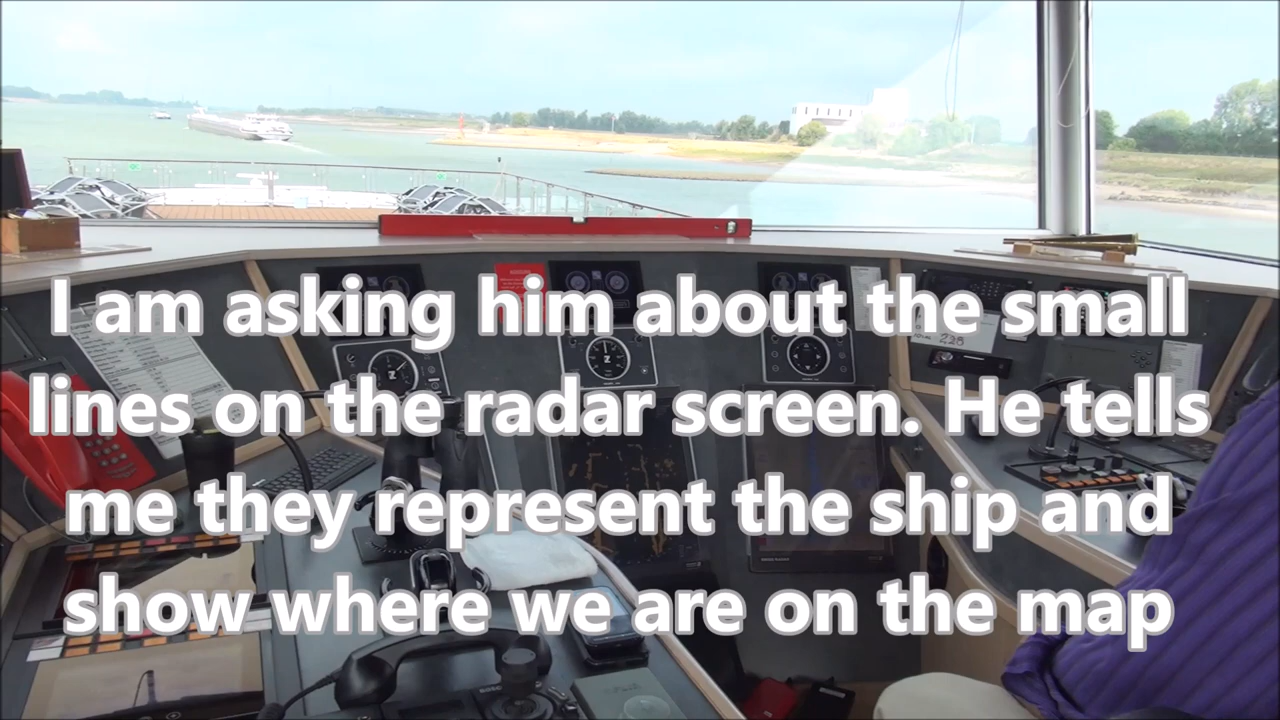 I am asking him about the small
lines on the radar screen. He tells
me they represent the ship and
show where we are on the map
228